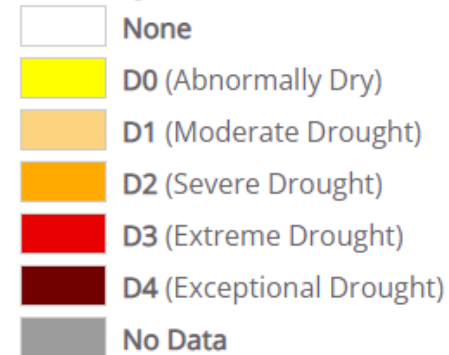 None
D0 (Abnormally Dry)
D1 (Moderate Drought)
D2 (Severe Drought)
D3 (Extreme Drought)
D4 (Exceptional Drought)
No Data